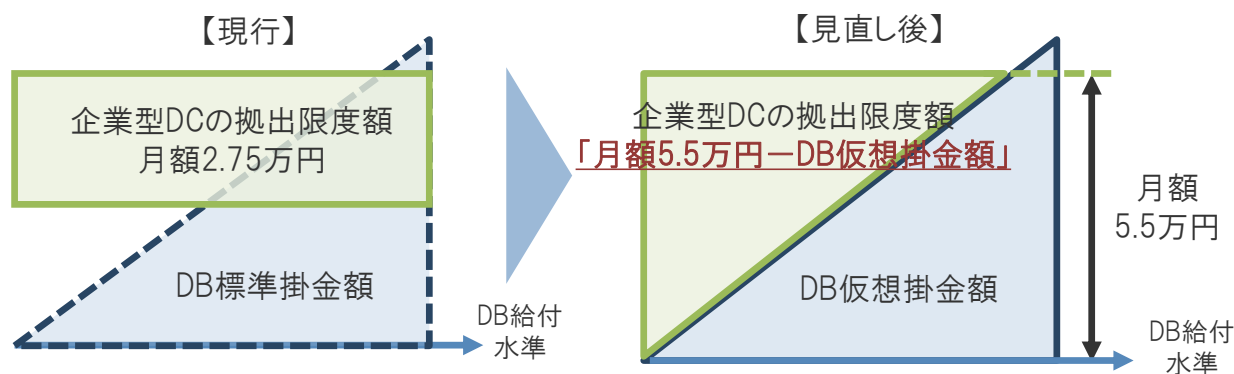 【現行】
企業型DCの拠出限度額
月額2.75万円
DB標準掛金額
DB給付
水準
【見直し後】
企業型DCの拠出限度額
「月額5.5万円－DB仮想掛金額」
DB仮想掛金額
月額
5.5万円
DB給付
水準